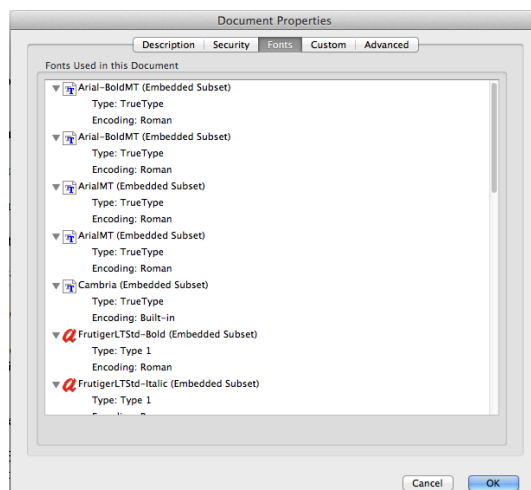 Document Properties
Description Security Fonts Custom Advanced
Fonts Used in this Document
Arial-BoldMT (Embedded Subset)
Type: TrueType
Encoding: Roman
Arial-BoldMT (Embedded Subset)
Type: TrueType
Encoding: Roman
ArialMT (Embedded Subset)
Type: TrueType
Encoding: Roman
ArialMT (Embedded Subset)
Type: TrueType
Encoding: Roman
Cambria (Embedded Subset)
Type: TrueType
Encoding: Built-in
FrutigerLTStd-Bold (Embedded Subset)
Type: Type 1
Encoding: Roman
FrutigerLTStd-Italic (Embedded Subset)
Type: Type 1
Cancel OK